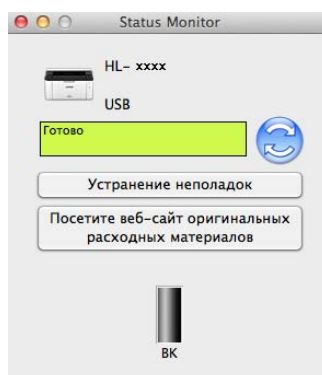 Status Monitor
HL- xxxx
USB
Готово
Устранение неполадок
Посетите веб-сайт оригинальных
расходных материалов
BK